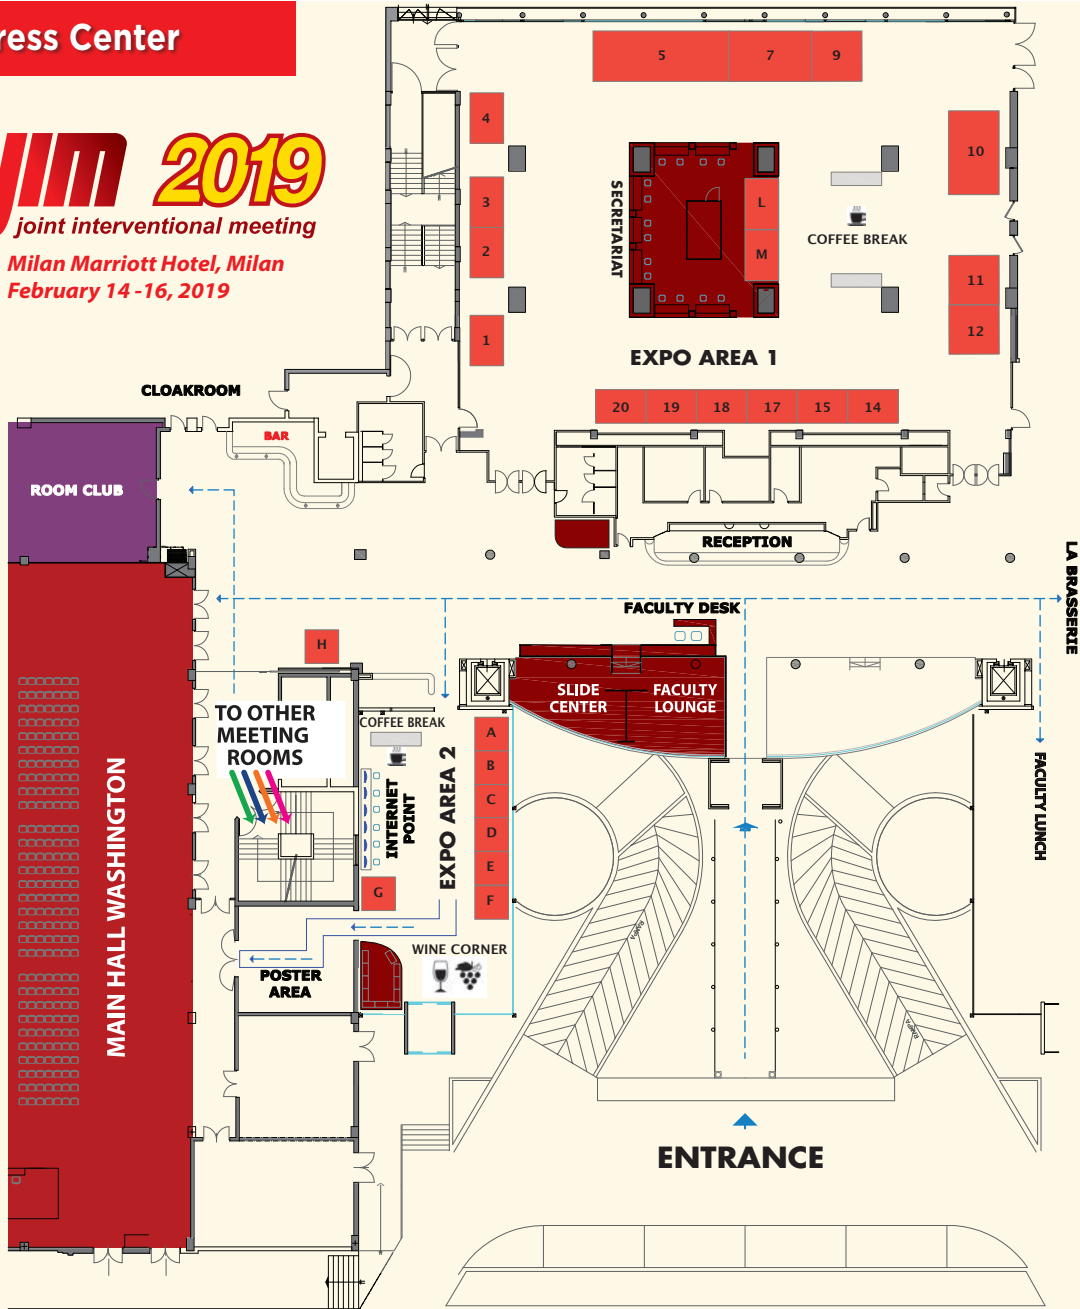 ress Center
jim 2019
joint interventional meeting
Milan Marriott Hotel, Milan
February 14 -16, 2019
5
7
9
4
10
3
L
SECRETARIAT
COFFEE BREAK
2
M
11
1
12
EXPO AREA 1
CLOAKROOM
20
19
18
17
15
14
BAR
ROOM CLUB
RECEPTION
LA BRASSERIE
FACULTY DESK
H
SLIDE
CENTER
FACULTY
LOUNGE
TO OTHER
MEETING
ROOMS
COFFEE BREAK
A
B
C
D
E
F
EXPO AREA 2
INTERNET
POINT
FACULTY LUNCH
MAIN HALL WASHINGTON
G
RAMPA
WINE CORNER
POSTER
AREA
RAMPA
ENTRANCE